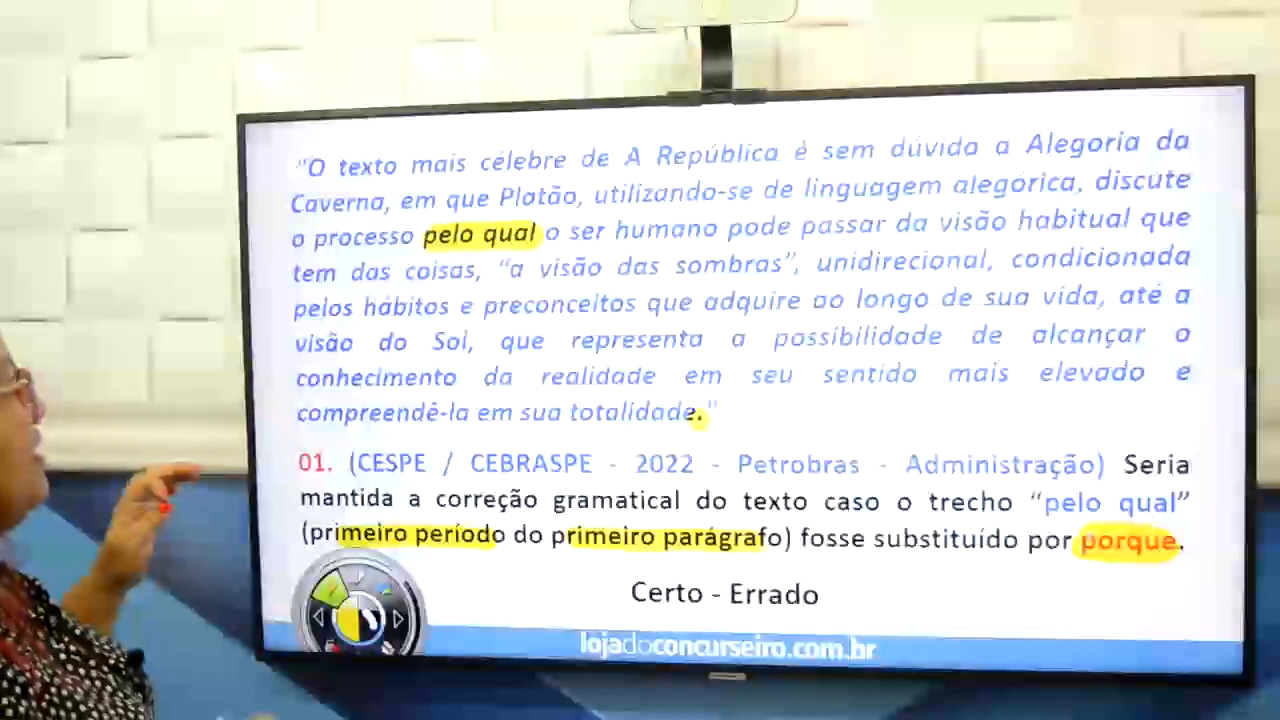 "O texto mais célebre de A República é sem dúvida a Alegoria da
Caverna, em que Platão, utilizando-se de linguagem alegórica, discute
o processo pelo qual o ser humano pode passar da visão habitual que
tem das coisas, “a visão das sombras”, unidirecional, condicionada
pelos hábitos e preconceitos que adquire ao longo de sua vida, até a
visão do Sol, que representa a possibilidade de alcançar o
conhecimento da realidade em seu sentido mais elevado e
compreendê-la em sua totalidade."
01. (CESPE / CEBRASPE - 2022 - Petrobras - Administração) Seria
mantida a correção gramatical do texto caso o trecho “pelo qual”
(primeiro período do primeiro parágrafo) fosse substituído por porque.
Certo - Errado
lojadoconcurseiro.com.br